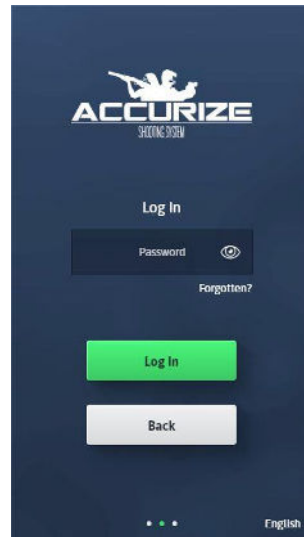 ACCURIZE
SHOOTING SYSTEM
Log In
Password
Forgotten?
Log In
Back
English